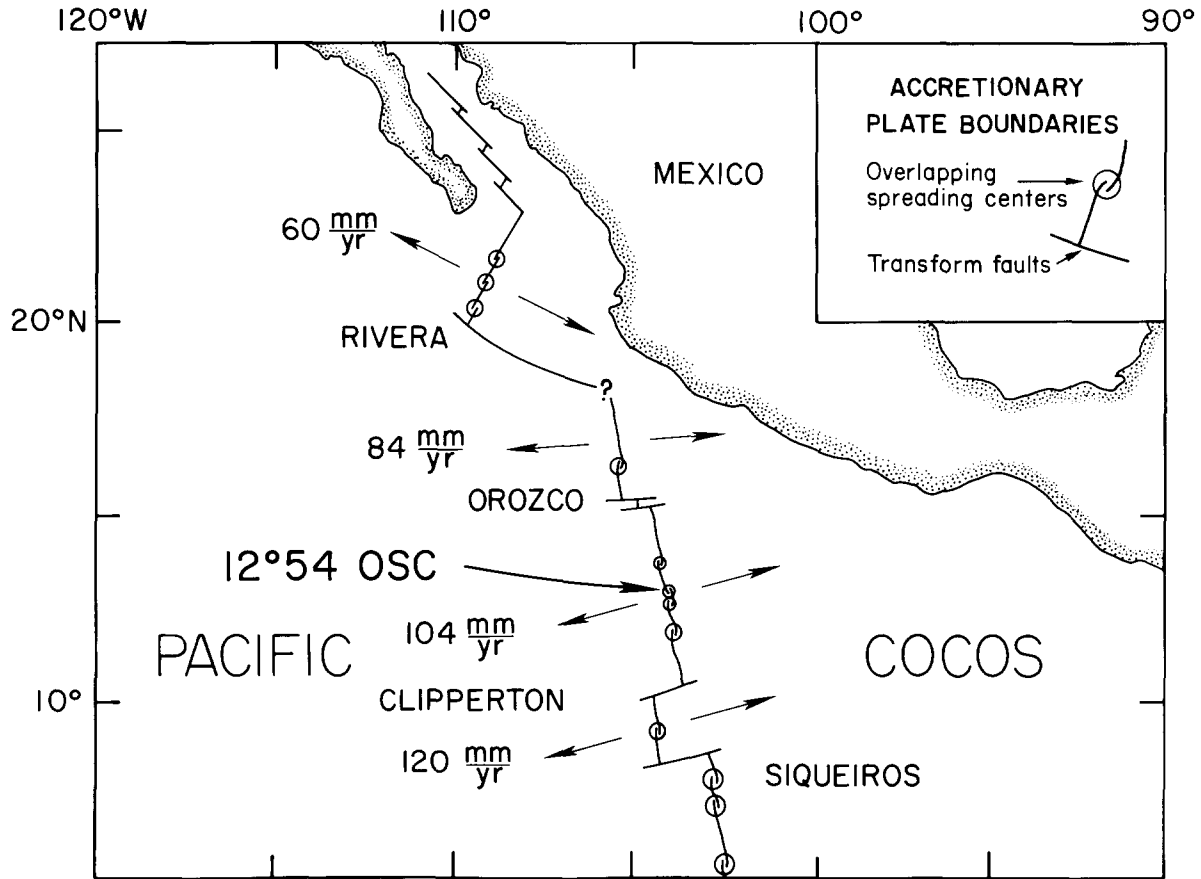 120°W 110° 100° 90°
ACCRETIONARY
PLATE BOUNDARIES
Overlapping
spreading centers
Transform faults
MEXICO
60 mm/yr
20°N
RIVERA
?
84 mm/yr
OROZCO
12°54 OSC
104 mm/yr
PACIFIC
COCOS
10°
CLIPPERTON
120 mm/yr
SIQUEIROS